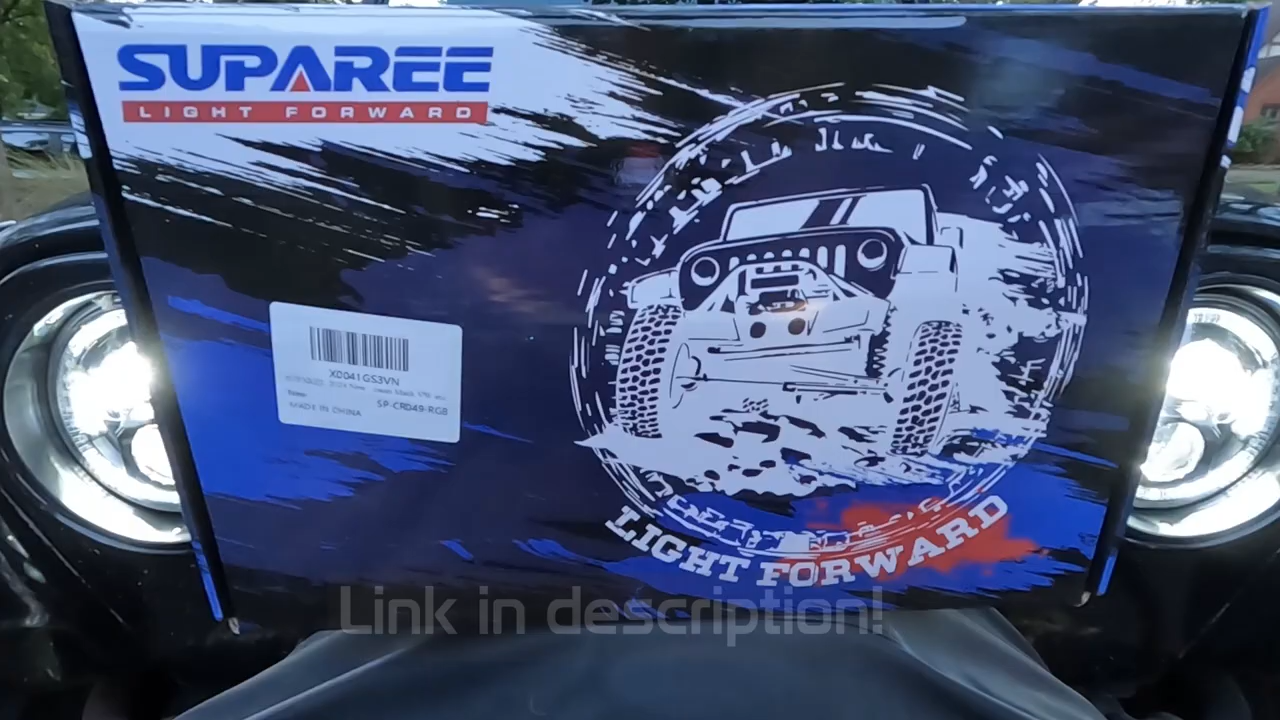 SUPAREE
LIGHT FORWARD
X0041GS3VN
SP-CRD49-RGB
MADE IN CHINA
LIGHT FORWARD
Link in description!